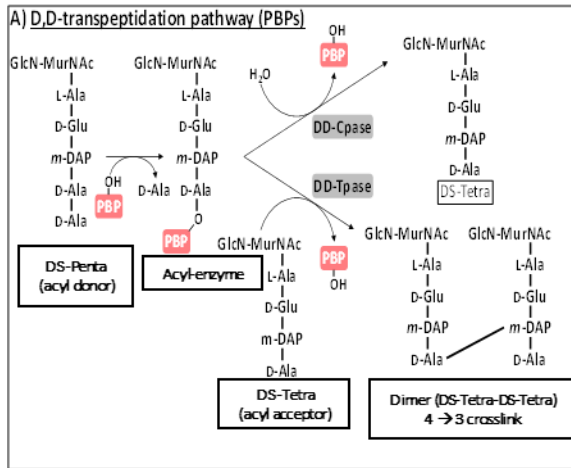 A) D,D-transpeptidation pathway (PBPs)
GlcN-MurNAc
L-Ala
D-Glu
m-DAP
D-Ala
D-Ala
DS-Penta
(acyl donor)
OH
PBP
D-Ala
GlcN-MurNAc
L-Ala
D-Glu
m-DAP
D-Ala
O
PBP
Acyl-enzyme
H2O
OH
PBP
DD-Cpase
GlcN-MurNAc
L-Ala
D-Glu
m-DAP
D-Ala
DS-Tetra
DD-Tpase
PBP
OH
GlcN-MurNAc
L-Ala
D-Glu
m-DAP
D-Ala
DS-Tetra
(acyl acceptor)
GlcN-MurNAc
L-Ala
D-Glu
m-DAP
D-Ala
GlcN-MurNAc
L-Ala
D-Glu
m-DAP
D-Ala
Dimer (DS-Tetra-DS-Tetra)
4 → 3 crosslink